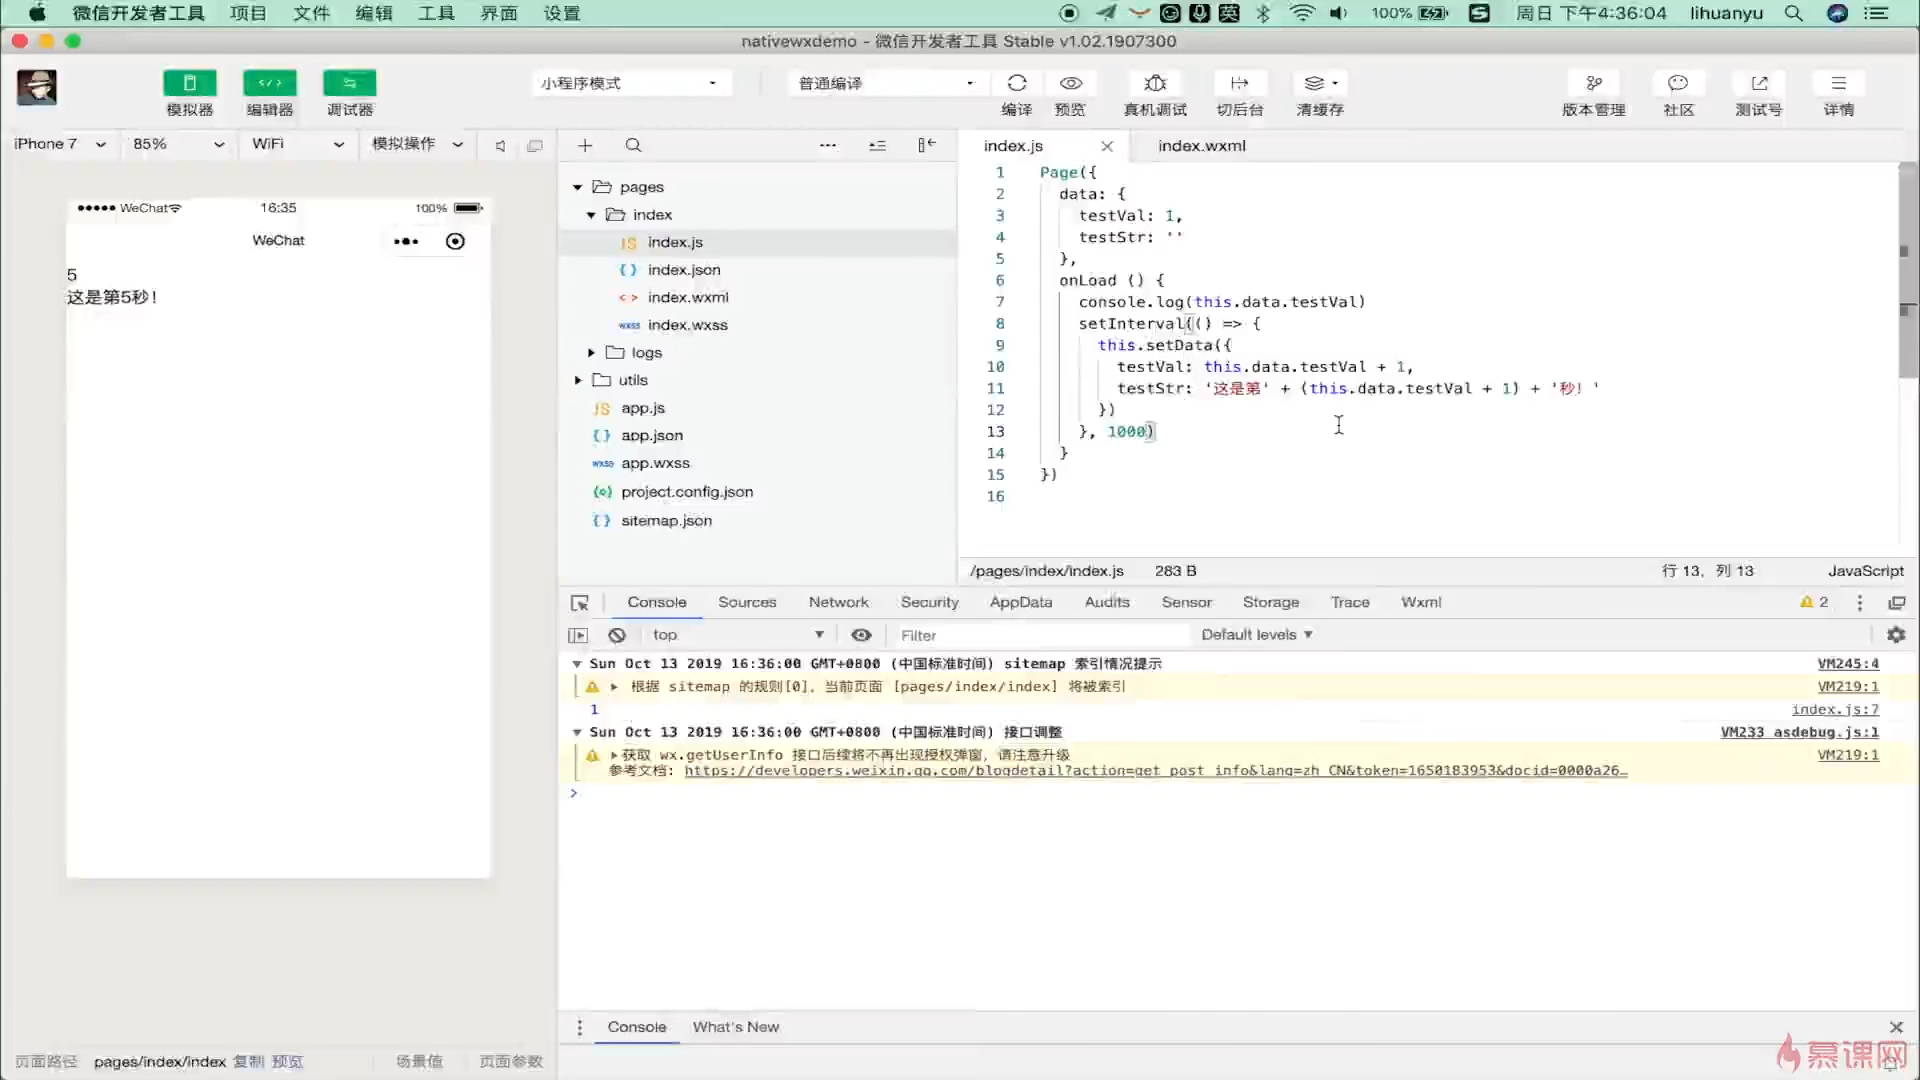 微信开发者工具 项目 文件 编辑 工具 界面 设置 英 100% 周日 下午4:36:04 lihuanyu
nativewxdemo - 微信开发者工具 Stable v1.02.1907300
小程序模式 普通编译
模拟器 编辑器 调试器 编译 预览 真机调试 切后台 清缓存 版本管理 社区 测试号 详情
iPhone 7 85% WiFi 模拟操作
●●●●● WeChat 16:35 100%
WeChat
5
这是第5秒！
pages
index
JS index.js
{ } index.json
< > index.wxml
wxss index.wxss
logs
utils
JS app.js
{ } app.json
wxss app.wxss
{o} project.config.json
{ } sitemap.json
index.js index.wxml
1 Page({
2 data: {
3 testVal: 1,
4 testStr: ''
5 },
6 onLoad () {
7 console.log(this.data.testVal)
8 setInterval(() => {
9 this.setData({
10 testVal: this.data.testVal + 1,
11 testStr: '这是第' + (this.data.testVal + 1) + '秒！'
12 })
13 }, 1000)
14 }
15 })
16
/pages/index/index.js 283 B 行 13，列 13 JavaScript
Console Sources Network Security AppData Audits Sensor Storage Trace Wxml 2
top Filter Default levels
Sun Oct 13 2019 16:36:00 GMT+0800 (中国标准时间) sitemap 索引情况提示 VM245:4
根据 sitemap 的规则[0]，当前页面 [pages/index/index] 将被索引 VM219:1
1 index.js:7
Sun Oct 13 2019 16:36:00 GMT+0800 (中国标准时间) 接口调整 VM233 asdebug.js:1
获取 wx.getUserInfo 接口后续将不再出现授权弹窗，请注意升级 VM219:1
参考文档: https://developers.weixin.qq.com/blogdetail?action=get_post_info&lang=zh_CN&token=1650183953&docid=0000a26…
>
Console What's New
页面路径 pages/index/index 复制 预览 场景值 页面参数
慕课网